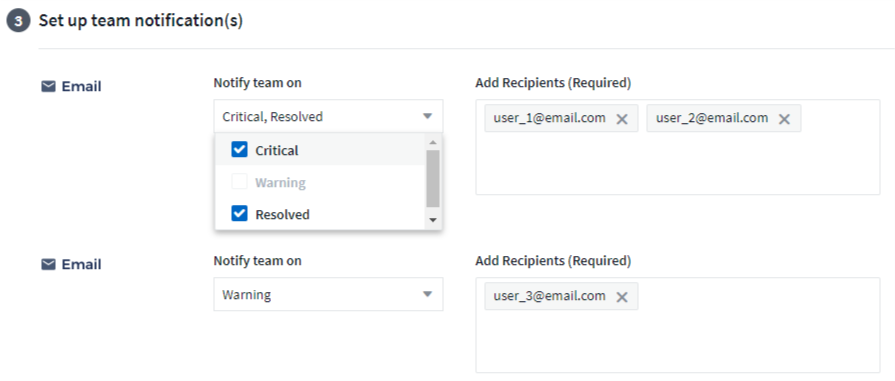 3 Set up team notification(s)
Email
Notify team on
Add Recipients (Required)
Critical, Resolved
user_1@email.com
user_2@email.com
Critical
Warning
Resolved
Email
Notify team on
Add Recipients (Required)
Warning
user_3@email.com